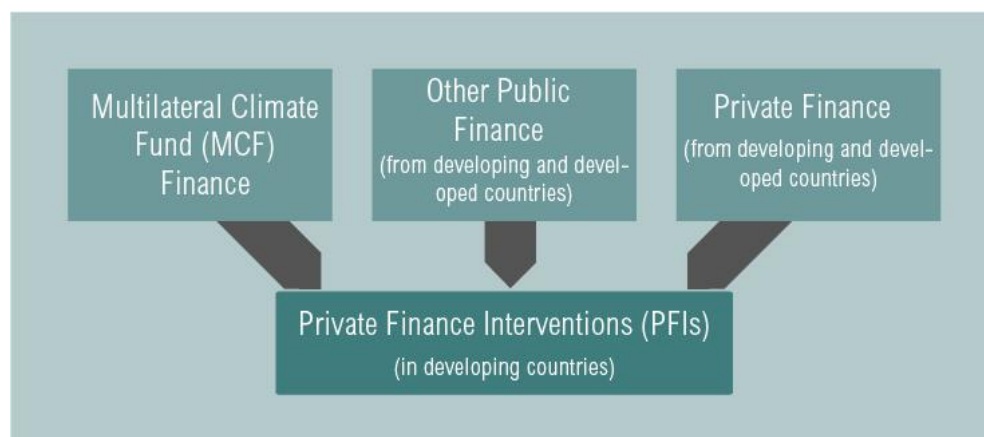 Multilateral Climate
Fund (MCF)
Finance
Other Public
Finance
(from developing and devel-
oped countries)
Private Finance
(from developing and devel-
oped countries)
Private Finance Interventions (PFIs)
(in developing countries)